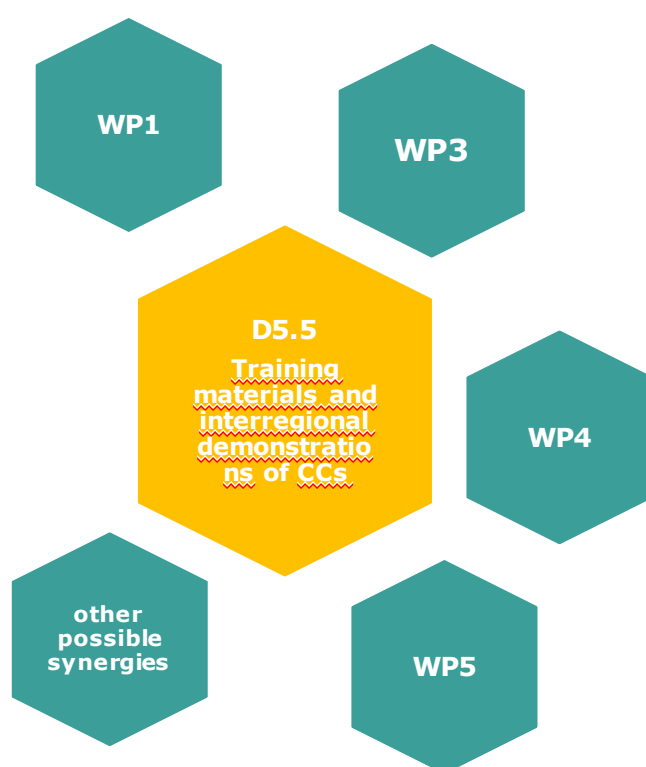 WP1
WP3
D5.5
Training
materials and
interregional
demonstratio
ns of CCs
WP4
other
possible
synergies
WP5